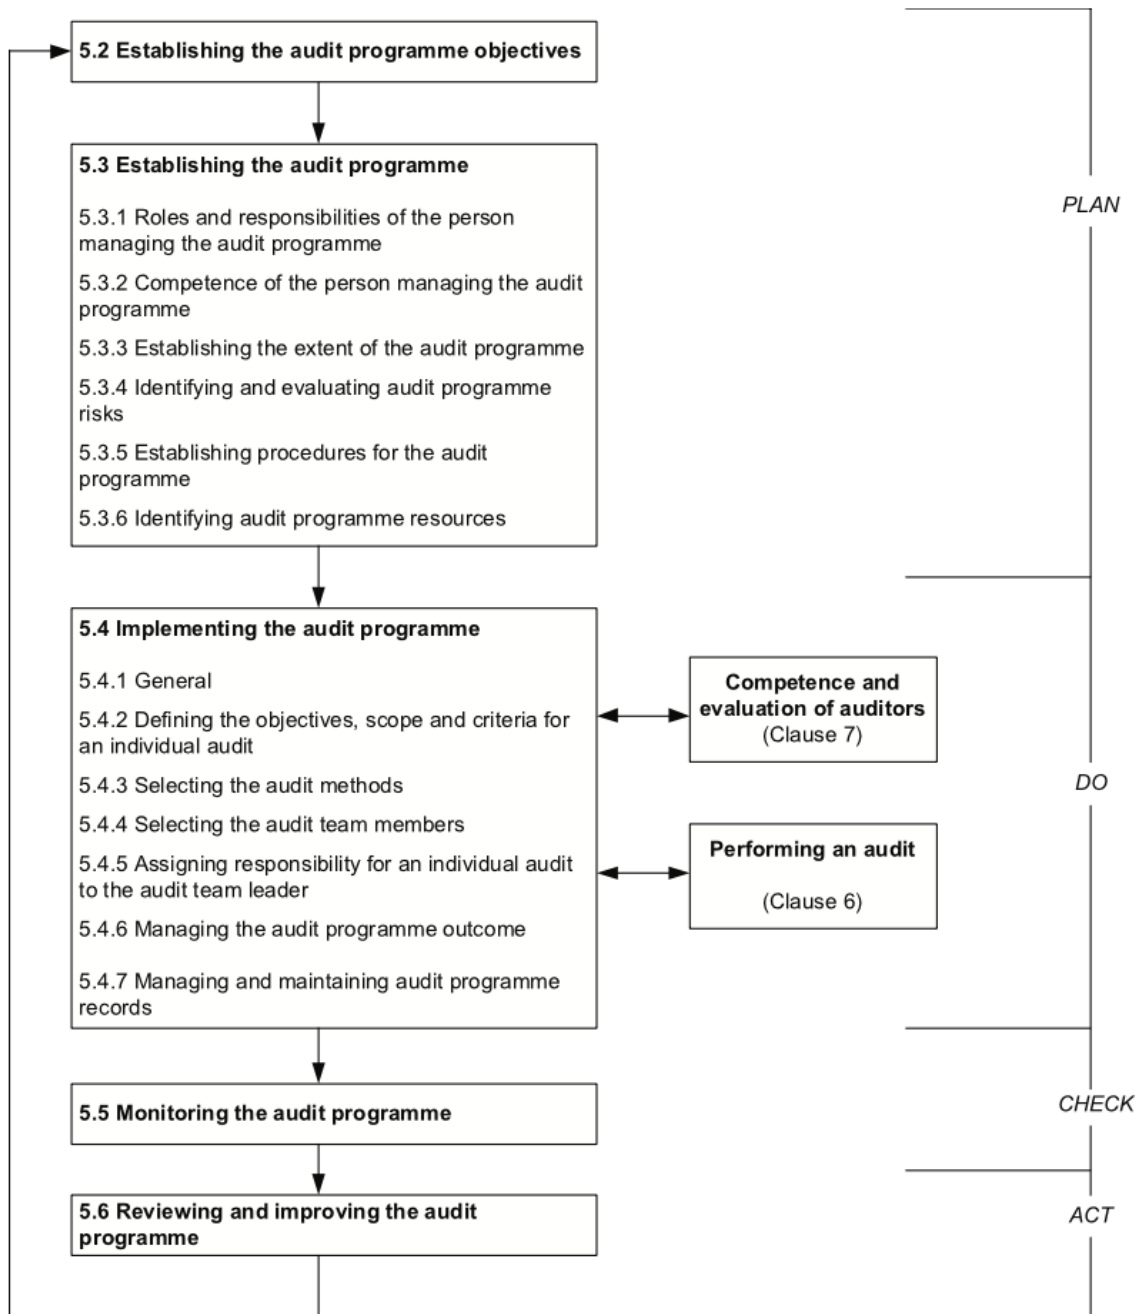 5.2 Establishing the audit programme objectives
5.3 Establishing the audit programme
5.3.1 Roles and responsibilities of the person
managing the audit programme
5.3.2 Competence of the person managing the audit
programme
5.3.3 Establishing the extent of the audit programme
5.3.4 Identifying and evaluating audit programme
risks
5.3.5 Establishing procedures for the audit
programme
5.3.6 Identifying audit programme resources
PLAN
5.4 Implementing the audit programme
5.4.1 General
5.4.2 Defining the objectives, scope and criteria for
an individual audit
5.4.3 Selecting the audit methods
5.4.4 Selecting the audit team members
5.4.5 Assigning responsibility for an individual audit
to the audit team leader
5.4.6 Managing the audit programme outcome
5.4.7 Managing and maintaining audit programme
records
Competence and
evaluation of auditors
(Clause 7)
Performing an audit
(Clause 6)
DO
5.5 Monitoring the audit programme
CHECK
5.6 Reviewing and improving the audit
programme
ACT